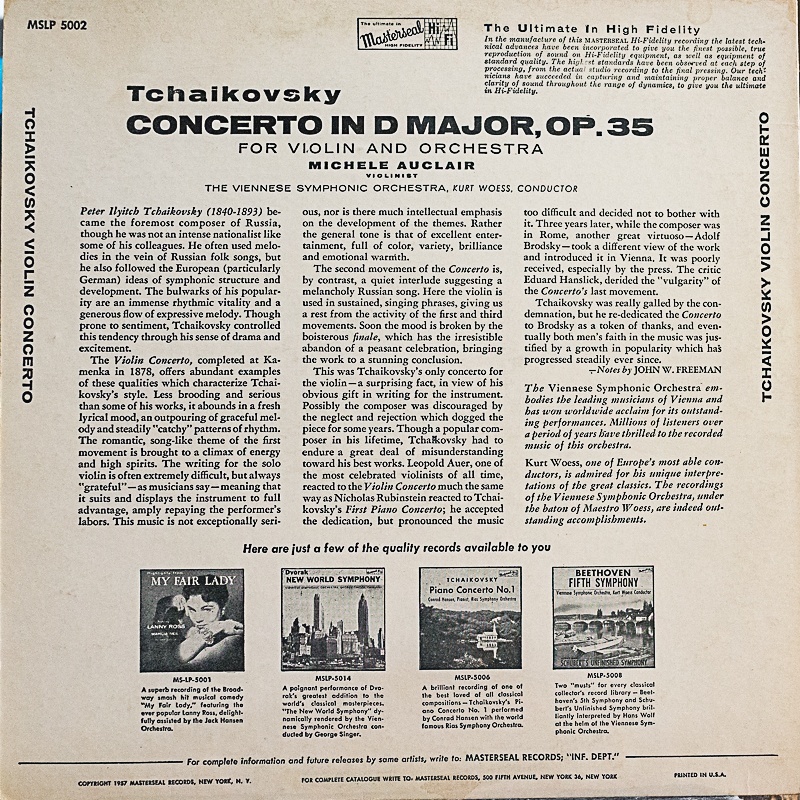 MSLP 5002
The ultimate in
Masterseal Hi Fi
HIGH FIDELITY
The Ultimate In High Fidelity
In the manufacture of this MASTERSEAL Hi-Fidelity recording the latest tech-
nical advances have been incorporated to give you the finest possible, true
reproduction of sound on Hi-Fidelity equipment, as well as equipment of
standard quality. The highest standards have been observed at each step of
processing, from the actual studio recording to the final pressing. Our tech-
nicians have succeeded in capturing and maintaining proper balance and
clarity of sound throughout the range of dynamics, to give you the ultimate
in Hi-Fidelity.
TCHAIKOVSKY VIOLIN CONCERTO
Tchaikovsky
CONCERTO IN D MAJOR, OP. 35
FOR VIOLIN AND ORCHESTRA
MICHELE AUCLAIR
VIOLINIST
THE VIENNESE SYMPHONIC ORCHESTRA, KURT WOESS, CONDUCTOR
TCHAIKOVSKY VIOLIN CONCERTO
Peter Ilyitch Tchaikovsky (1840-1893) be-
came the foremost composer of Russia,
though he was not an intense nationalist like
some of his colleagues. He often used melo-
dies in the vein of Russian folk songs, but
he also followed the European (particularly
German) ideas of symphonic structure and
development. The bulwarks of his popular-
ity are an immense rhythmic vitality and a
generous flow of expressive melody. Though
prone to sentiment, Tchaikovsky controlled
this tendency through his sense of drama and
excitement.
The Violin Concerto, completed at Ka-
menka in 1878, offers abundant examples
of these qualities which characterize Tchai-
kovsky's style. Less brooding and serious
than some of his works, it abounds in a fresh
lyrical mood, an outpouring of graceful mel-
ody and steadily "catchy" patterns of rhythm.
The romantic, song-like theme of the first
movement is brought to a climax of energy
and high spirits. The writing for the solo
violin is often extremely difficult, but always
"grateful"—as musicians say—meaning that
it suits and displays the instrument to full
advantage, amply repaying the performer's
labors. This music is not exceptionally seri-
ous, nor is there much intellectual emphasis
on the development of the themes. Rather
the general tone is that of excellent enter-
tainment, full of color, variety, brilliance
and emotional warmth.
The second movement of the Concerto is,
by contrast, a quiet interlude suggesting a
melancholy Russian song. Here the violin is
used in sustained, singing phrases, giving us
a rest from the activity of the first and third
movements. Soon the mood is broken by the
boisterous finale, which has the irresistible
abandon of a peasant celebration, bringing
the work to a stunning conclusion.
This was Tchaikovsky's only concerto for
the violin—a surprising fact, in view of his
obvious gift in writing for the instrument.
Possibly the composer was discouraged by
the neglect and rejection which dogged the
piece for some years. Though a popular com-
poser in his lifetime, Tchaikovsky had to
endure a great deal of misunderstanding
toward his best works. Leopold Auer, one of
the most celebrated violinists of all time,
reacted to the Violin Concerto much the same
way as Nicholas Rubinstein reacted to Tchai-
kovsky's First Piano Concerto; he accepted
the dedication, but pronounced the music
too difficult and decided not to bother with
it. Three years later, while the composer was
in Rome, another great virtuoso—Adolf
Brodsky—took a different view of the work
and introduced it in Vienna. It was poorly
received, especially by the press. The critic
Eduard Hanslick, derided the "vulgarity" of
the Concerto's last movement.
Tchaikovsky was really galled by the con-
demnation, but he re-dedicated the Concerto
to Brodsky as a token of thanks, and even-
tually both men's faith in the music was jus-
tified by a growth in popularity which has
progressed steadily ever since.
—Notes by JOHN W. FREEMAN
The Viennese Symphonic Orchestra em-
bodies the leading musicians of Vienna and
has won worldwide acclaim for its outstand-
ing performances. Millions of listeners over
a period of years have thrilled to the recorded
music of this orchestra.
Kurt Woess, one of Europe's most able con-
ductors, is admired for his unique interpre-
tations of the great classics. The recordings
of the Viennese Symphonic Orchestra, under
the baton of Maestro Woess, are indeed out-
standing accomplishments.
Here are just a few of the quality records available to you
MY FAIR LADY
LANNY ROSS
MS-LP-5001
A superb recording of the Broad-
way smash hit musical comedy
"My Fair Lady," featuring the
ever popular Lanny Ross, delight-
fully assisted by the Jack Hansen
Orchestra.
Dvorak
NEW WORLD SYMPHONY
MSLP-5014
A poignant performance of Dvo-
rak's greatest addition to the
world's classical masterpieces.
"The New World Symphony" dy-
namically rendered by the Vien-
nese Symphonic Orchestra con-
ducted by George Singer.
TCHAIKOVSKY
Piano Concerto No.1
Conrad Hansen, Pianist, Rias Symphony Orchestra
MSLP-5006
A brilliant recording of one of
the best loved of all classical
compositions—Tchaikovsky's Pi-
ano Concerto No. 1 performed
by Conrad Hansen with the world
famous Rias Symphony Orchestra.
BEETHOVEN
FIFTH SYMPHONY
Viennese Symphonic Orchestra, Kurt Woess Conductor
SCHUBERT'S UNFINISHED SYMPHONY
MSLP-5008
Two "musts" for every classical
collector's record library—Beet-
hoven's 5th Symphony and Schu-
bert's Unfinished Symphony bril-
liantly interpreted by Hans Wolf
at the helm of the Viennese Sym-
phonic Orchestra.
For complete information and future releases by same artists, write to: MASTERSEAL RECORDS; "INF. DEPT."
COPYRIGHT 1957 MASTERSEAL RECORDS, NEW YORK, N. Y.
FOR COMPLETE CATALOGUE WRITE TO: MASTERSEAL RECORDS, 500 FIFTH AVENUE, NEW YORK 36, NEW YORK
PRINTED IN U.S.A.